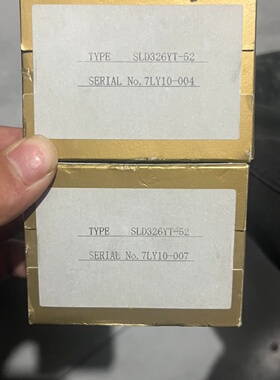 TYPE SLD326YT-52
SERIAL No.7LY10-004
TYPE SLD326YT-52
SERIAL No.7LY10-007